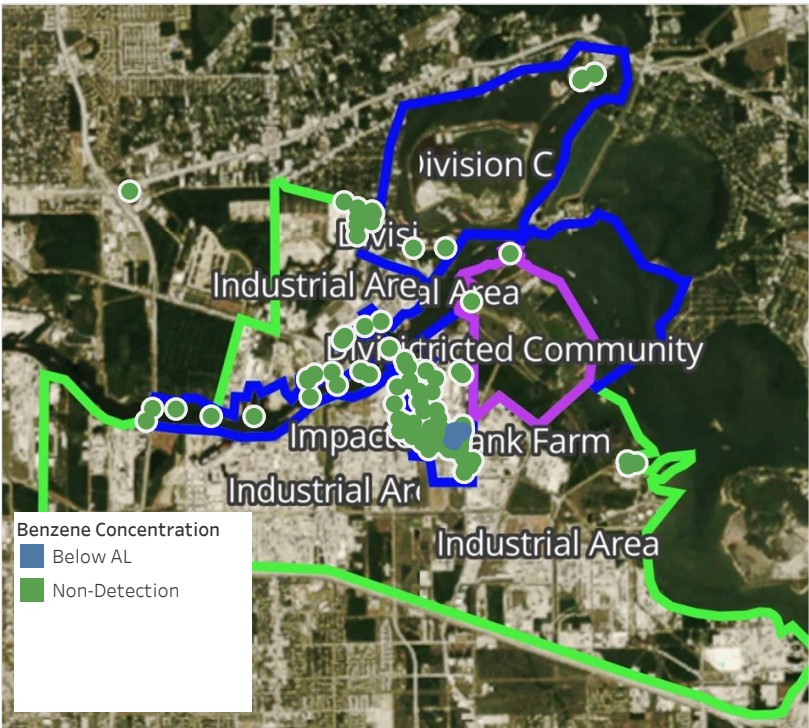 Division C
Divisi
Industrial Area
al Area
Divi
tricted Community
Impact
ank Farm
Industrial Are
Industrial Area
Benzene Concentration
Below AL
Non-Detection